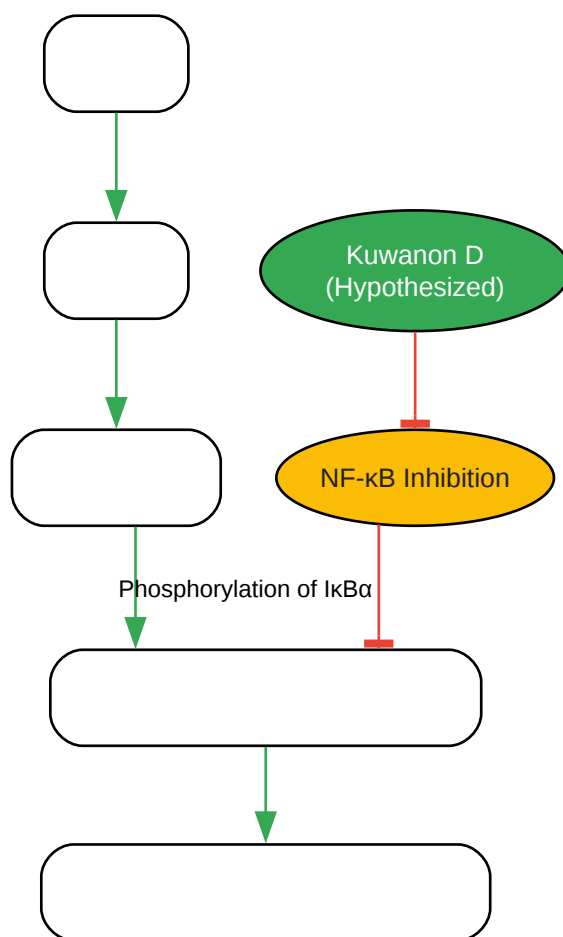 Kuwanon D
(Hypothesized)
NF-κB Inhibition
Phosphorylation of IκBα